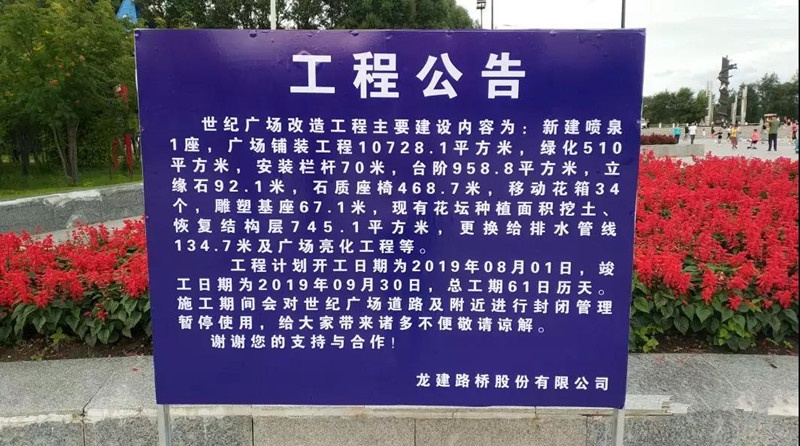 工程公告
世纪广场改造工程主要建设内容为：新建喷泉
1座，广场铺装工程10728.1平方米，绿化510
平方米，安装栏杆70米，台阶958.8平方米，立
缘石92.1米，石质座椅468.7米，移动花箱34
个，雕塑基座67.1米，现有花坛种植面积挖土、
恢复结构层745.1平方米，更换给排水管线
134.7米及广场亮化工程等。
工程计划开工日期为2019年08月01日，竣
工日期为2019年09月30日，总工期61日历天。
施工期间会对世纪广场道路及附近进行封闭管理
暂停使用，给大家带来诸多不便敬请谅解。
谢谢您的支持与合作！
龙建路桥股份有限公司